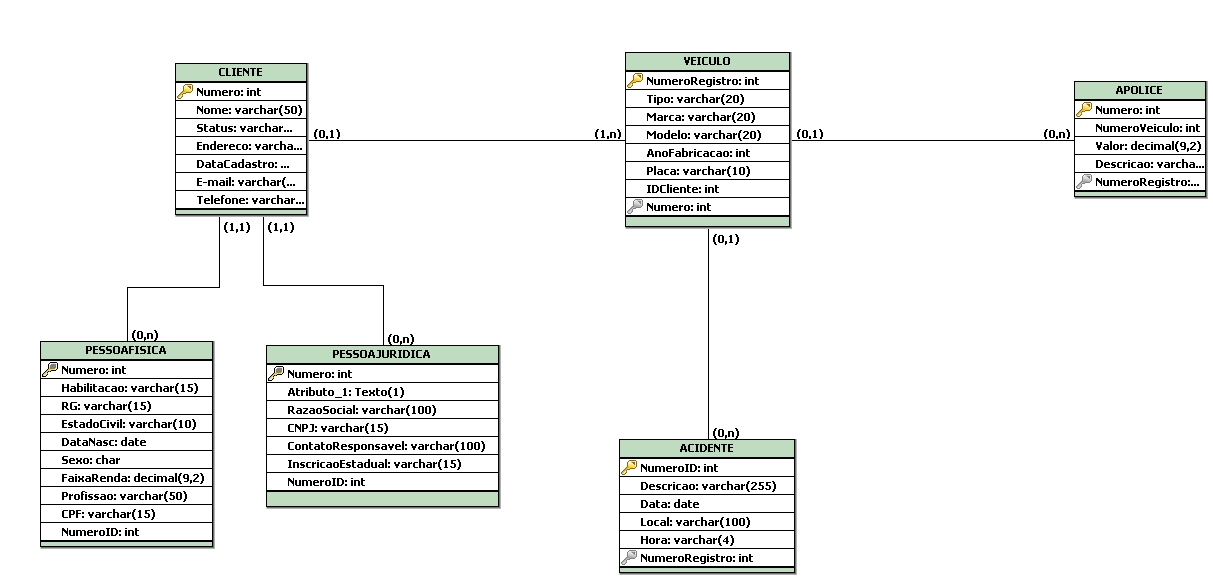 CLIENTE
Numero: int
Nome: varchar(50)
Status: varchar...
Endereco: varcha...
DataCadastro: ...
E-mail: varchar(...
Telefone: varchar...
(0,1)
(1,n)
VEICULO
NumeroRegistro: int
Tipo: varchar(20)
Marca: varchar(20)
Modelo: varchar(20)
AnoFabricacao: int
Placa: varchar(10)
IDCliente: int
Numero: int
(0,1)
(0,n)
APOLICE
Numero: int
NumeroVeiculo: int
Valor: decimal(9,2)
Descricao: varcha...
NumeroRegistro:...
(1,1)
(1,1)
(0,1)
(0,n)
PESSOAFISICA
Numero: int
Habilitacao: varchar(15)
RG: varchar(15)
EstadoCivil: varchar(10)
DataNasc: date
Sexo: char
FaixaRenda: decimal(9,2)
Profissao: varchar(50)
CPF: varchar(15)
NumeroID: int
(0,n)
PESSOAJURIDICA
Numero: int
Atributo_1: Texto(1)
RazaoSocial: varchar(100)
CNPJ: varchar(15)
ContatoResponsavel: varchar(100)
InscricaoEstadual: varchar(15)
NumeroID: int
(0,n)
ACIDENTE
NumeroID: int
Descricao: varchar(255)
Data: date
Local: varchar(100)
Hora: varchar(4)
NumeroRegistro: int